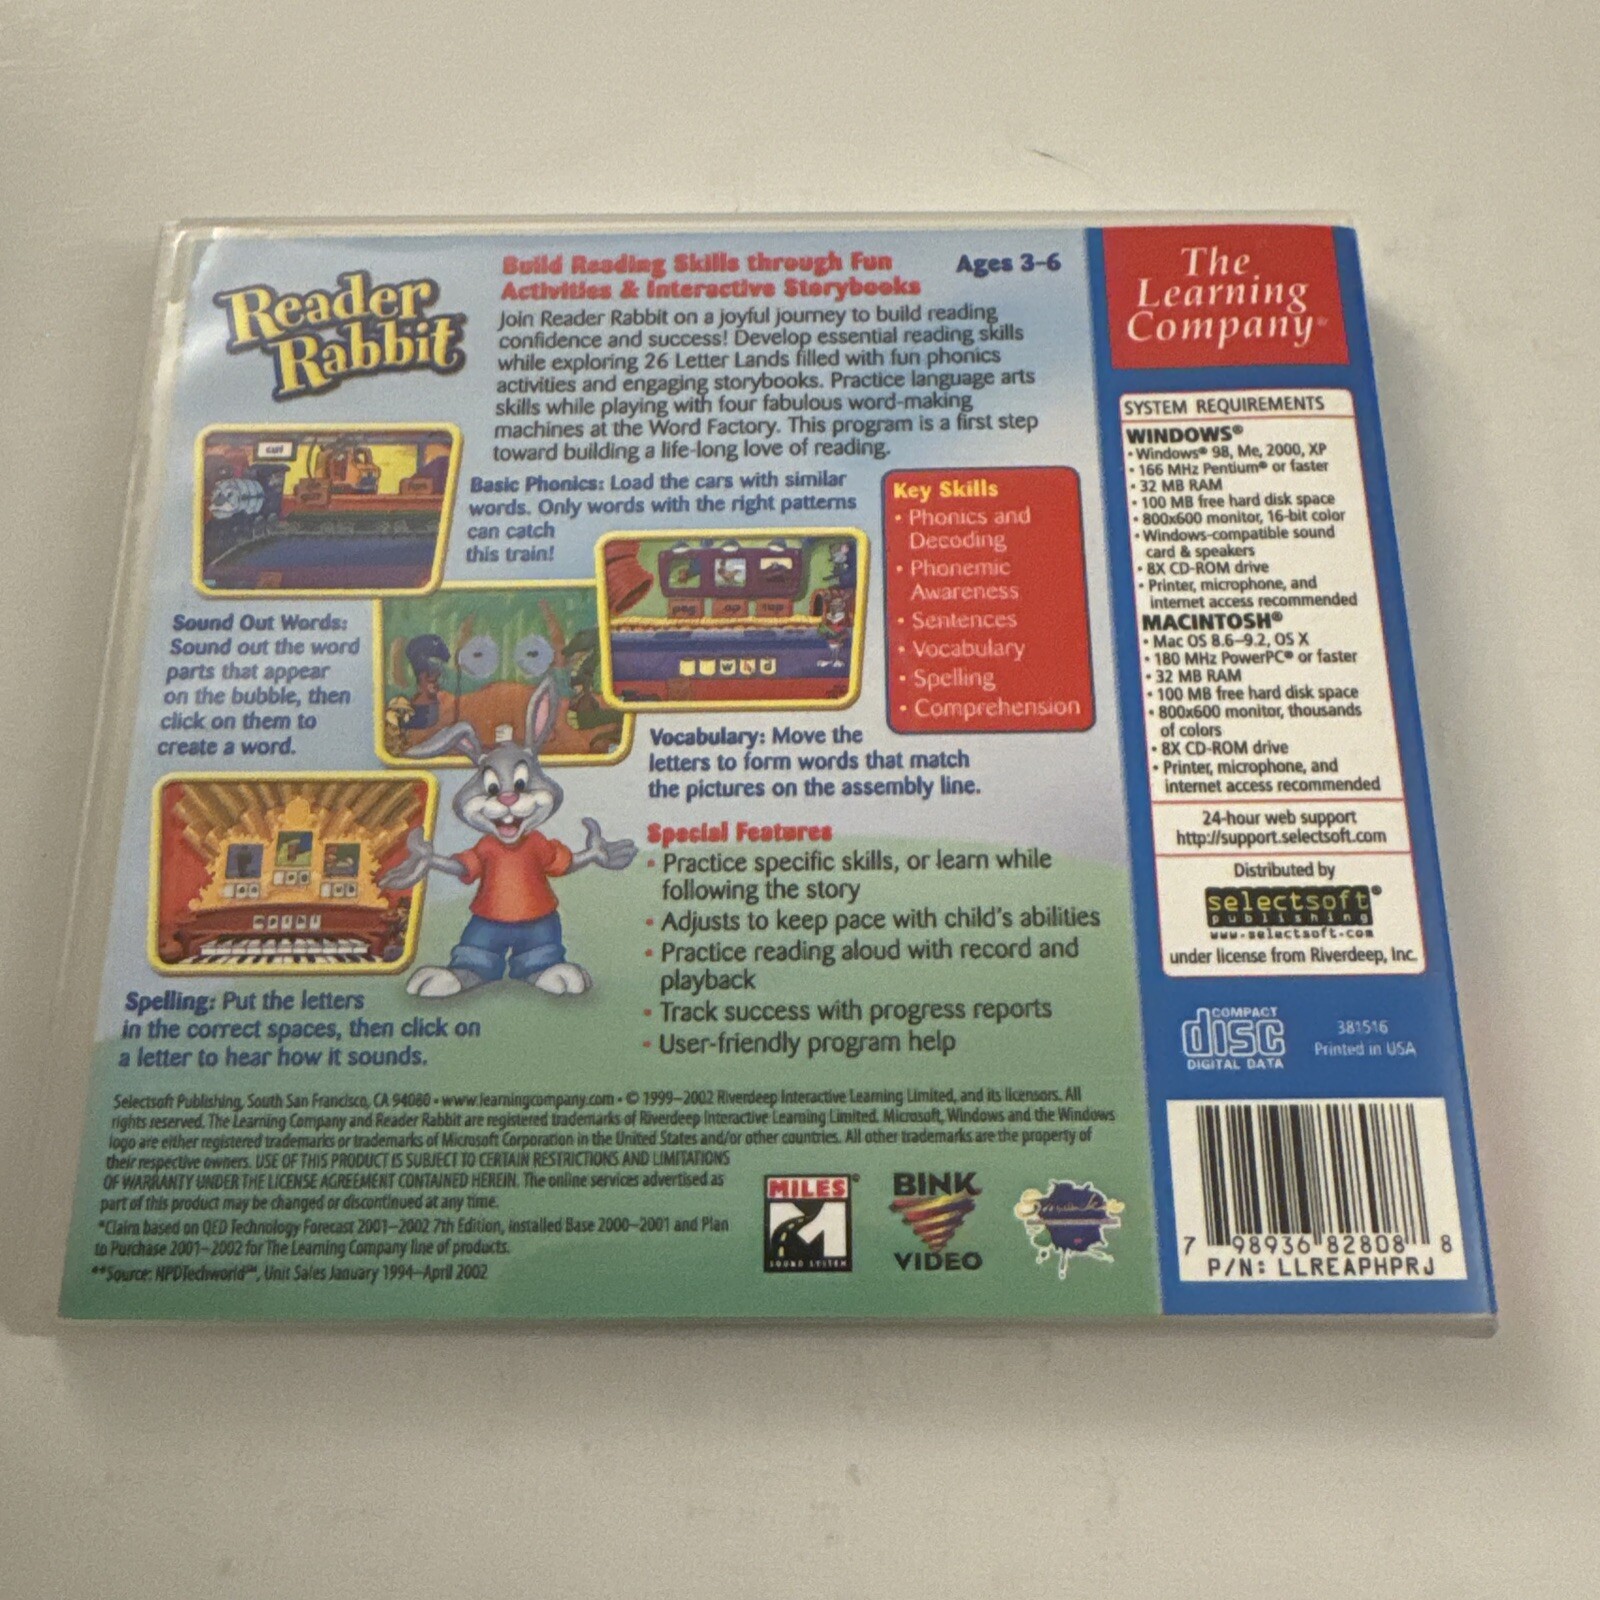 Reader
Rabbit
Build Reading Skills through Fun
Activities & Interactive Storybooks
Ages 3–6
Join Reader Rabbit on a joyful journey to build reading
confidence and success! Develop essential reading skills
while exploring 26 Letter Lands filled with fun phonics
activities and engaging storybooks. Practice language arts
skills while playing with four fabulous word-making
machines at the Word Factory. This program is a first step
toward building a life-long love of reading.
Basic Phonics: Load the cars with similar
words. Only words with the right patterns
can catch
this train!
Sound Out Words:
Sound out the word
parts that appear
on the bubble, then
click on them to
create a word.
Vocabulary: Move the
letters to form words that match
the pictures on the assembly line.
Spelling: Put the letters
in the correct spaces, then click on
a letter to hear how it sounds.
Key Skills
• Phonics and
Decoding
• Phonemic
Awareness
• Sentences
• Vocabulary
• Spelling
• Comprehension
Special Features
• Practice specific skills, or learn while
following the story
• Adjusts to keep pace with child's abilities
• Practice reading aloud with record and
playback
• Track success with progress reports
• User-friendly program help
Selectsoft Publishing, South San Francisco, CA 94080 • www.learningcompany.com • © 1999–2002 Riverdeep Interactive Learning Limited, and its licensors. All
rights reserved. The Learning Company and Reader Rabbit are registered trademarks of Riverdeep Interactive Learning Limited. Microsoft, Windows and the Windows
logo are either registered trademarks or trademarks of Microsoft Corporation in the United States and/or other countries. All other trademarks are the property of
their respective owners. USE OF THIS PRODUCT IS SUBJECT TO CERTAIN RESTRICTIONS AND LIMITATIONS
OF WARRANTY UNDER THE LICENSE AGREEMENT CONTAINED HEREIN. The online services advertised as
part of this product may be changed or discontinued at any time.
*Claim based on QED Technology Forecast 2001–2002 7th Edition, Installed Base 2000–2001 and Plan
to Purchase 2001–2002 for The Learning Company line of products.
**Source: NPDTechworld℠, Unit Sales January 1994–April 2002
MILES®
SOUND SYSTEM
BINK
VIDEO
The
Learning
Company®
SYSTEM REQUIREMENTS
WINDOWS®
• Windows® 98, Me, 2000, XP
• 166 MHz Pentium® or faster
• 32 MB RAM
• 100 MB free hard disk space
• 800x600 monitor, 16-bit color
• Windows-compatible sound
card & speakers
• 8X CD-ROM drive
• Printer, microphone, and
internet access recommended
MACINTOSH®
• Mac OS 8.6–9.2, OS X
• 180 MHz PowerPC® or faster
• 32 MB RAM
• 100 MB free hard disk space
• 800x600 monitor, thousands
of colors
• 8X CD-ROM drive
• Printer, microphone, and
internet access recommended
24-hour web support
http://support.selectsoft.com
Distributed by
selectsoft®
publishing
www.selectsoft.com
under license from Riverdeep, Inc.
COMPACT
disc
DIGITAL DATA
381516
Printed in USA
7 98936 82808 8
P/N: LLREAPHPRJ